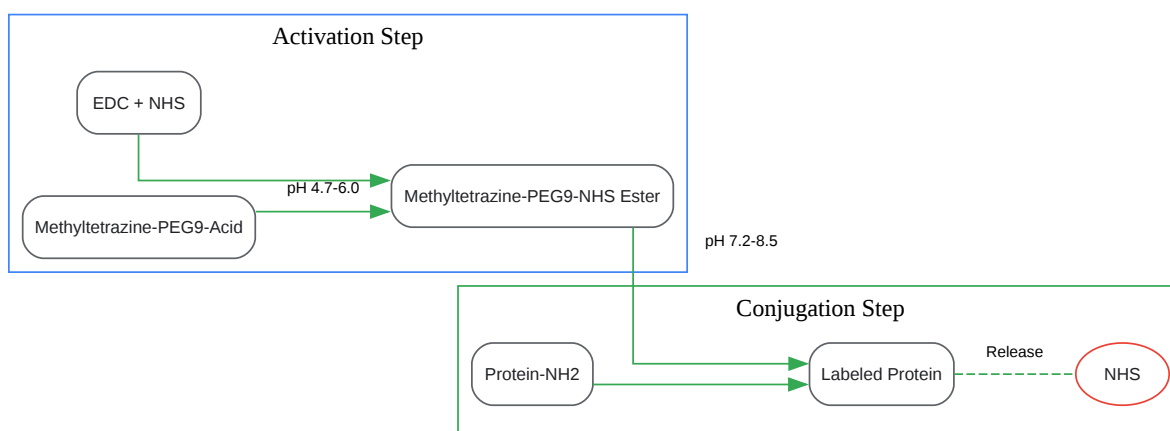 Activation Step
EDC + NHS
pH 4.7-6.0
Methyltetrazine-PEG9-NHS Ester
Methyltetrazine-PEG9-Acid
pH 7.2-8.5
Conjugation Step
Protein-NH2
Labeled Protein
Release
NHS